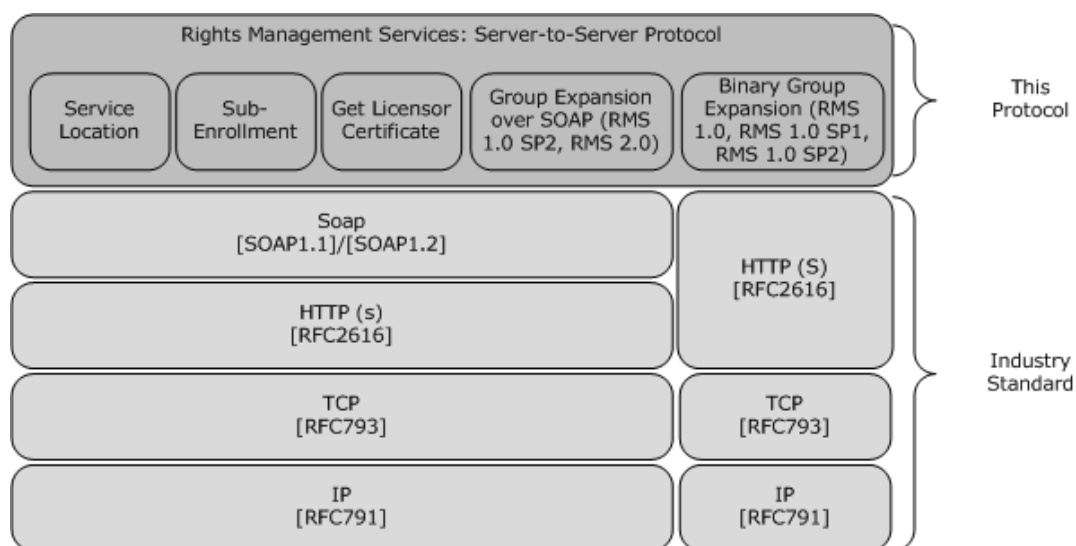 Rights Management Services: Server-to-Server Protocol
Service
Location
Sub-
Enrollment
Get Licensor
Certificate
Group Expansion
over SOAP (RMS
1.0 SP2, RMS 2.0)
Binary Group
Expansion (RMS
1.0, RMS 1.0 SP1,
RMS 1.0 SP2)
This
Protocol
Soap
[SOAP1.1]/[SOAP1.2]
HTTP (s)
[RFC2616]
HTTP (S)
[RFC2616]
TCP
[RFC793]
TCP
[RFC793]
IP
[RFC791]
IP
[RFC791]
Industry
Standard